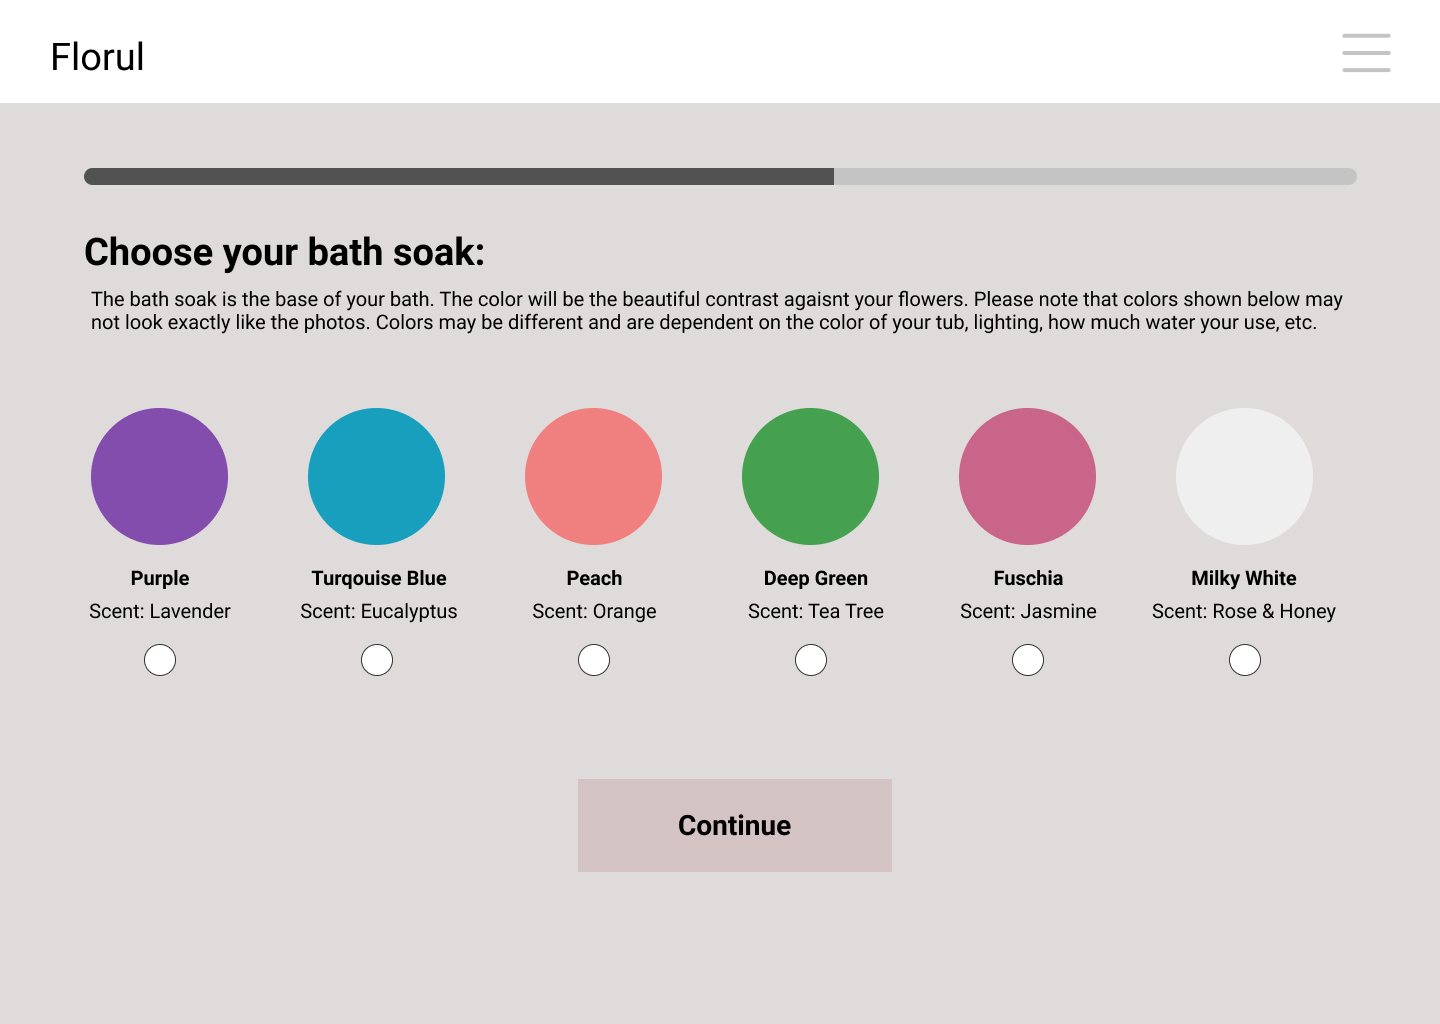 Florul
Choose your bath soak:
The bath soak is the base of your bath. The color will be the beautiful contrast agaisnt your flowers. Please note that colors shown below may
not look exactly like the photos. Colors may be different and are dependent on the color of your tub, lighting, how much water your use, etc.
Purple
Scent: Lavender
Turqouise Blue
Scent: Eucalyptus
Peach
Scent: Orange
Deep Green
Scent: Tea Tree
Fuschia
Scent: Jasmine
Milky White
Scent: Rose & Honey
Continue